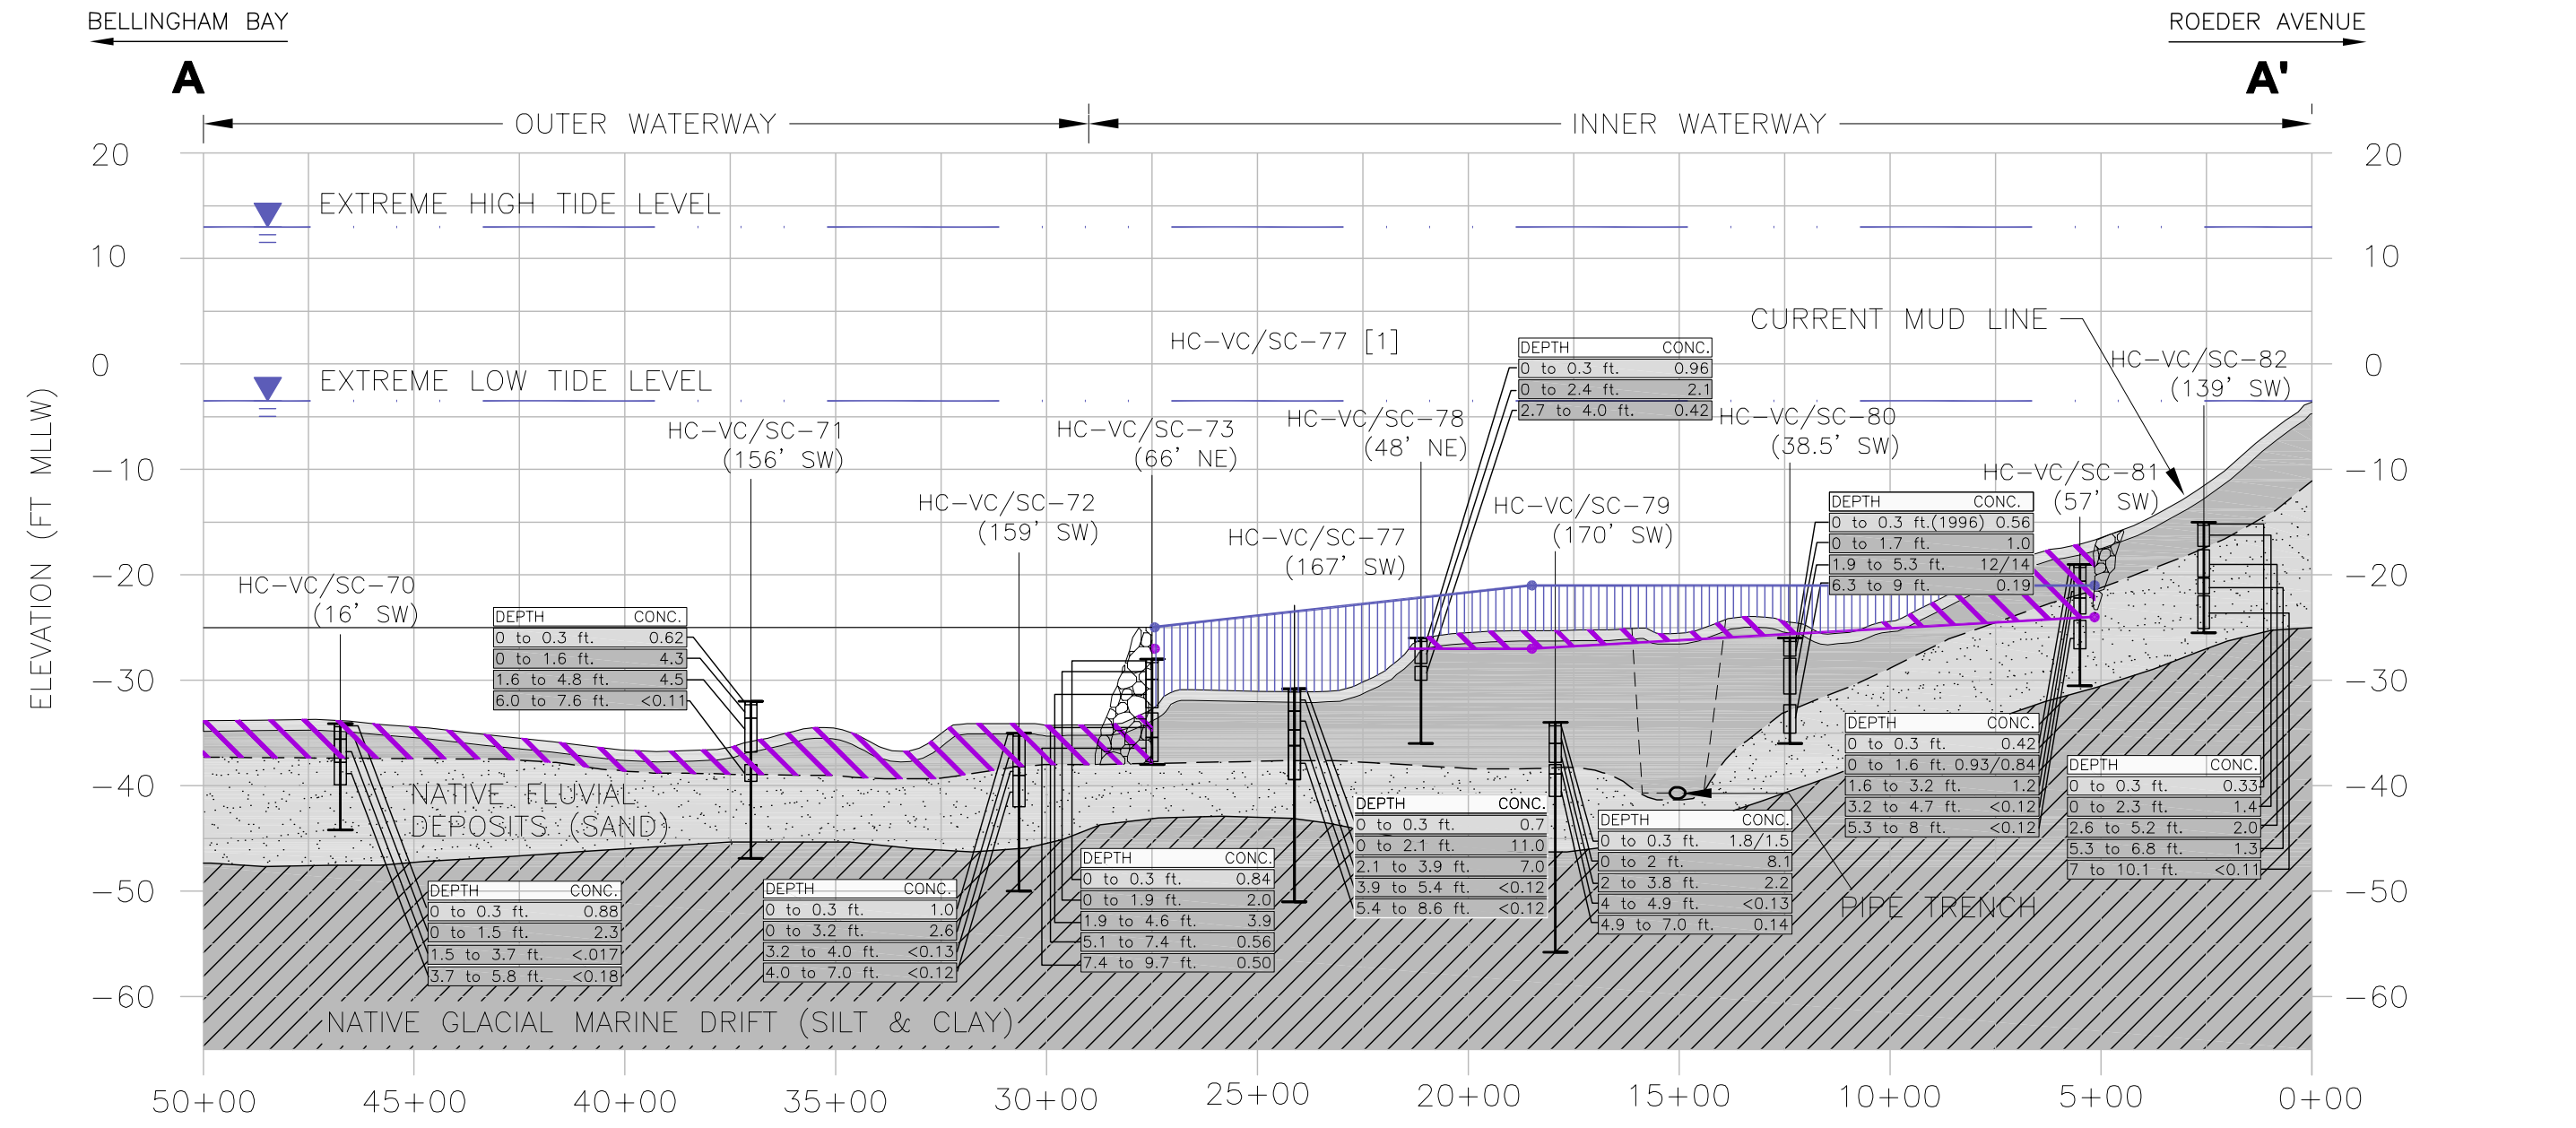 BELLINGHAM BAY
ROEDER AVENUE
A
A'
OUTER WATERWAY
INNER WATERWAY
20
20
EXTREME HIGH TIDE LEVEL
10
10
CURRENT MUD LINE
HC-VC/SC-77 [1]
0
0
EXTREME LOW TIDE LEVEL
ELEVATION (FT MLLW)
HC-VC/SC-82
(139' SW)
DEPTH CONC.
0 to 0.3 ft. 0.96
0 to 2.4 ft. 2.1
2.7 to 4.0 ft. 0.42
HC-VC/SC-71
(156' SW)
HC-VC/SC-73
(66' NE)
HC-VC/SC-78
(48' NE)
HC-VC/SC-80
(38.5' SW)
-10
-10
HC-VC/SC-81
(57' SW)
HC-VC/SC-72
(159' SW)
HC-VC/SC-79
(170' SW)
HC-VC/SC-77
(167' SW)
DEPTH CONC.
0 to 0.3 ft.(1996) 0.56
0 to 1.7 ft. 1.0
1.9 to 5.3 ft. 12/14
6.3 to 9 ft. 0.19
-20
-20
HC-VC/SC-70
(16' SW)
DEPTH CONC.
0 to 0.3 ft. 0.62
0 to 1.6 ft. 4.3
1.6 to 4.8 ft. 4.5
6.0 to 7.6 ft. <0.11
-30
-30
DEPTH CONC.
0 to 0.3 ft. 0.42
0 to 1.6 ft. 0.93/0.84
1.6 to 3.2 ft. 1.2
3.2 to 4.7 ft. <0.12
5.3 to 8 ft. <0.12
DEPTH CONC.
0 to 0.3 ft. 0.33
0 to 2.3 ft. 1.4
2.6 to 5.2 ft. 2.0
5.3 to 6.8 ft. 1.3
7 to 10.1 ft. <0.11
-40
-40
NATIVE FLUVIAL
DEPOSITS (SAND)
DEPTH CONC.
0 to 0.3 ft. 0.7
0 to 2.1 ft. 11.0
2.1 to 3.9 ft. 7.0
3.9 to 5.4 ft. <0.12
5.4 to 8.6 ft. <0.12
DEPTH CONC.
0 to 0.3 ft. 1.8/1.5
0 to 2 ft. 8.1
2 to 3.8 ft. 2.2
4 to 4.9 ft. <0.13
4.9 to 7.0 ft. 0.14
PIPE TRENCH
DEPTH CONC.
0 to 0.3 ft. 0.84
0 to 1.9 ft. 2.0
1.9 to 4.6 ft. 3.9
5.1 to 7.4 ft. 0.56
7.4 to 9.7 ft. 0.50
-50
-50
DEPTH CONC.
0 to 0.3 ft. 0.88
0 to 1.5 ft. 2.3
1.5 to 3.7 ft. <.017
3.7 to 5.8 ft. <0.18
DEPTH CONC.
0 to 0.3 ft. 1.0
0 to 3.2 ft. 2.6
3.2 to 4.0 ft. <0.13
4.0 to 7.0 ft. <0.12
-60
-60
NATIVE GLACIAL MARINE DRIFT (SILT & CLAY)
50+00 45+00 40+00 35+00 30+00 25+00 20+00 15+00 10+00 5+00 0+00